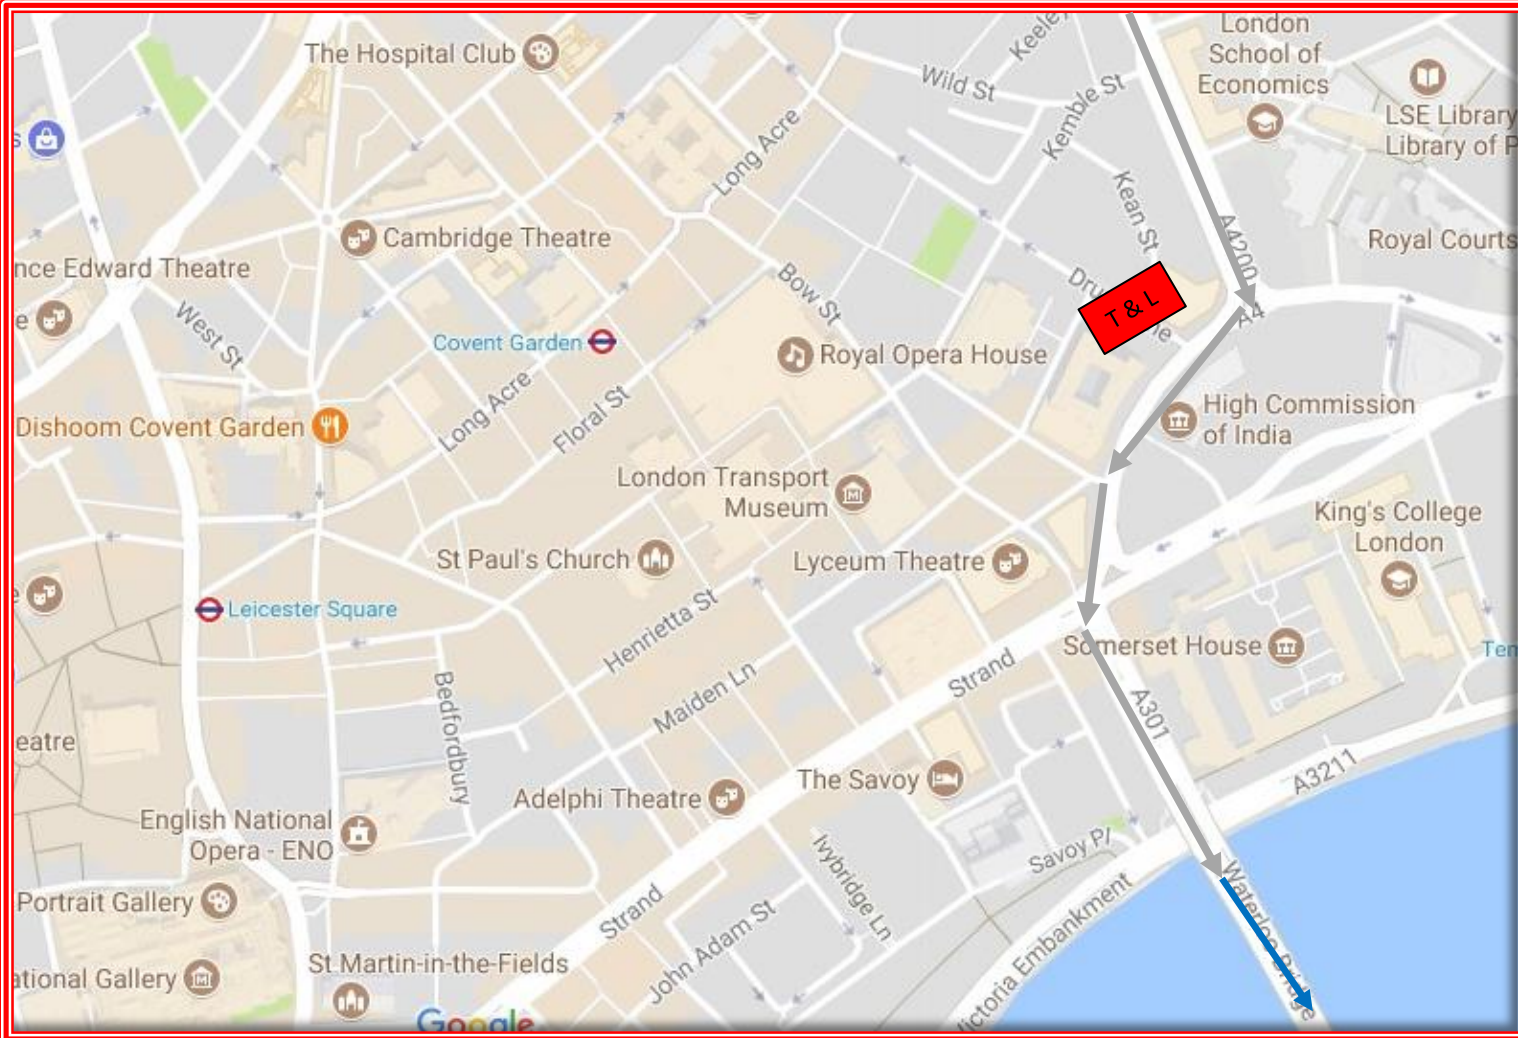 London
School of
Economics
The Hospital Club
Keeley
Wild St
Kemble St
LSE Library
Library of P
s
Long Acre
Kean St
A4200
Royal Courts
Cambridge Theatre
nce Edward Theatre
Bow St
Dru
T & L
ne
A4
e
West St
Covent Garden
Royal Opera House
Long Acre
Floral St
High Commission
of India
Dishoom Covent Garden
London Transport
Museum
King's College
London
St Paul's Church
Lyceum Theatre
e
Leicester Square
Henrietta St
Somerset House
Tem
Strand
Bedfordbury
Maiden Ln
A301
eatre
A3211
The Savoy
Adelphi Theatre
English National
Opera - ENO
Ivybridge Ln
Savoy Pl
Waterloo Bridge
Portrait Gallery
Strand
John Adam St
Victoria Embankment
St Martin-in-the-Fields
ational Gallery
Google